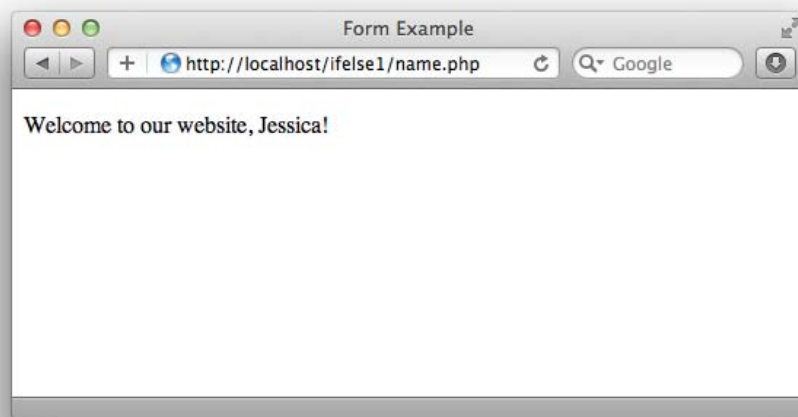 Form Example
http://localhost/ifelse1/name.php
Google
Welcome to our website, Jessica!